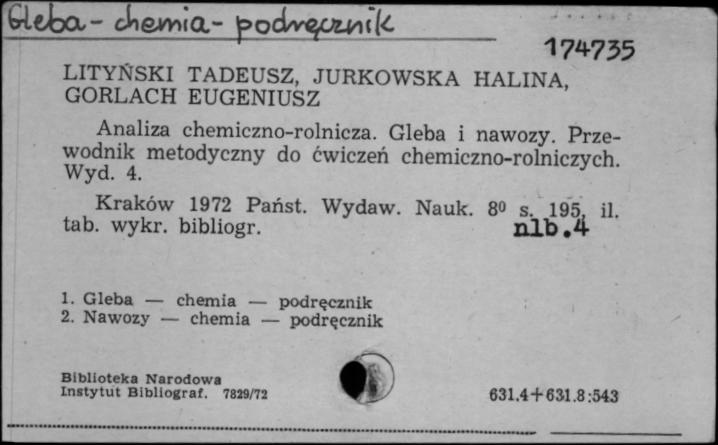 Gleba - chemia - podręcznik
174735
LITYŃSKI TADEUSZ, JURKOWSKA HALINA,
GORLACH EUGENIUSZ
Analiza chemiczno-rolnicza. Gleba i nawozy. Prze-
wodnik metodyczny do ćwiczeń chemiczno-rolniczych.
Wyd. 4.
Kraków 1972 Państ. Wydaw. Nauk. 8⁰ s. 195, il.
tab. wykr. bibliogr. nlb.4
1. Gleba — chemia — podręcznik
2. Nawozy — chemia — podręcznik
Biblioteka Narodowa
Instytut Bibliograf. 7829/72
631.4+631.8:543